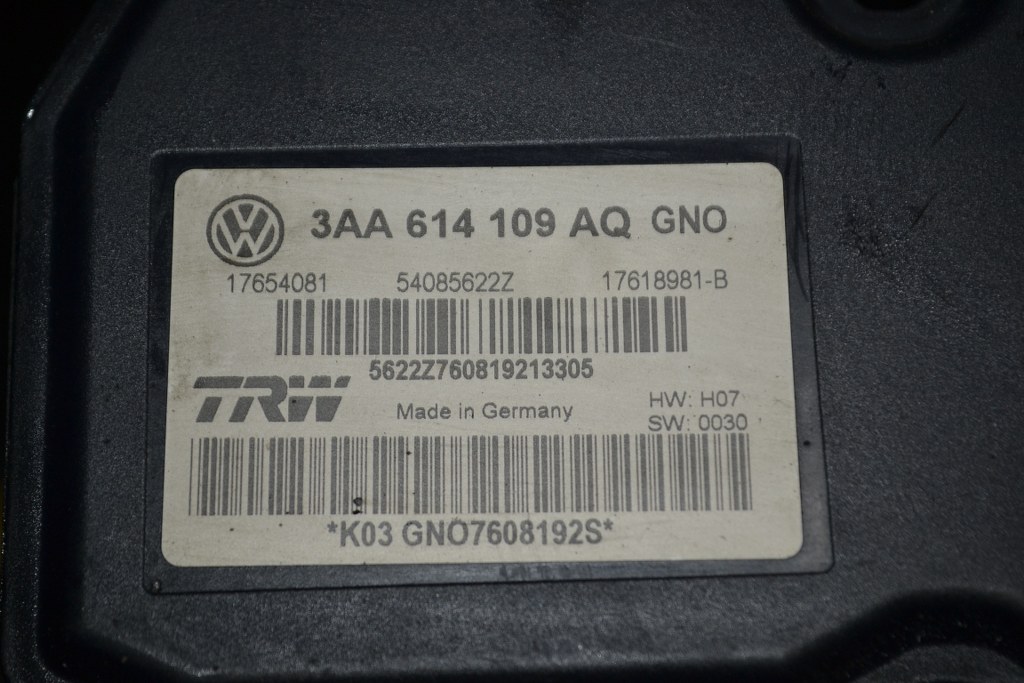 3AA 614 109 AQ GNO
17654081 54085622Z 17618981-B
5622Z760819213305
TRW Made in Germany HW: H07
SW: 0030
*K03 GNO7608192S*